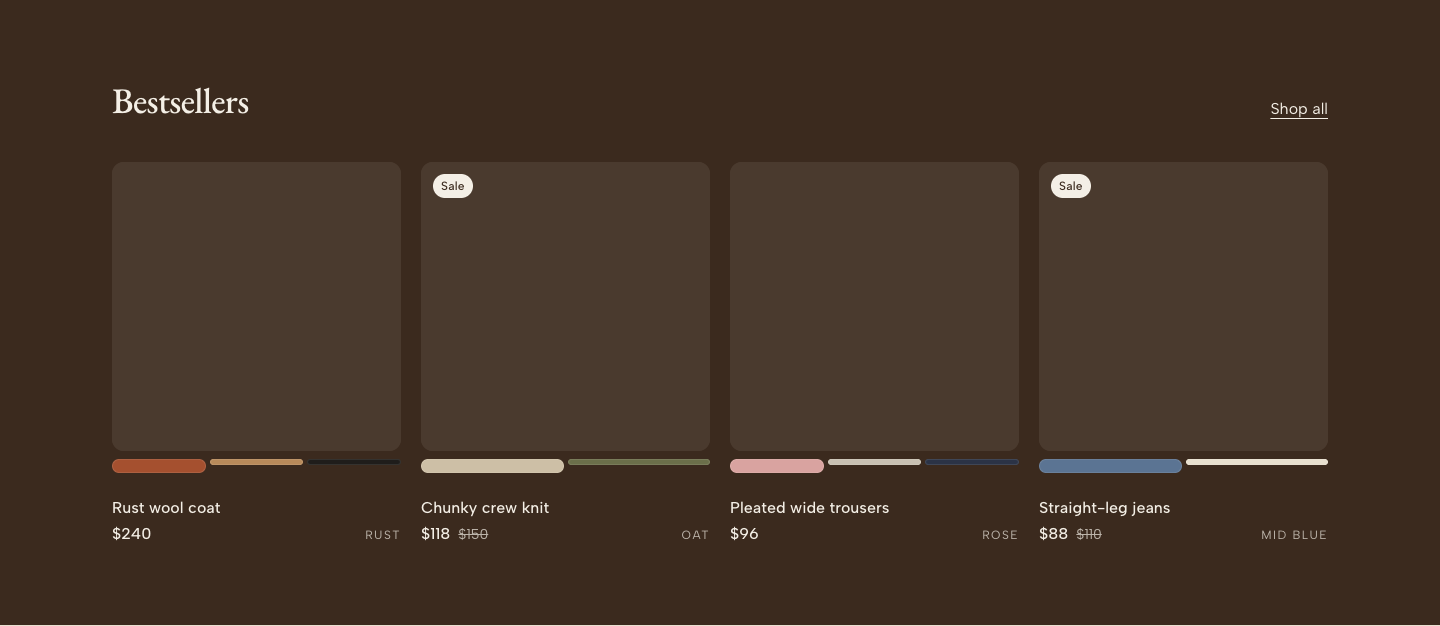 Bestsellers
Shop all
Sale
Sale
Rust wool coat
$240
RUST
Chunky crew knit
$118 $150
OAT
Pleated wide trousers
$96
ROSE
Straight-leg jeans
$88 $110
MID BLUE